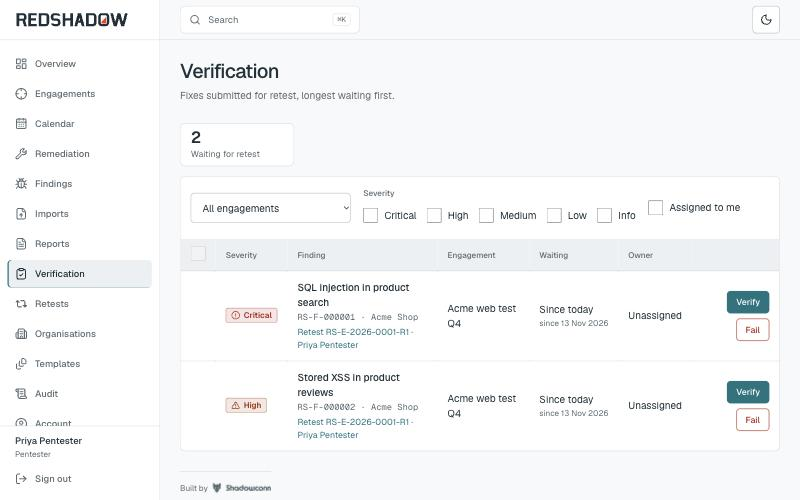 REDSHADOW
Search
⌘K
Overview
Engagements
Calendar
Remediation
Findings
Imports
Reports
Verification
Retests
Organisations
Templates
Audit
Account
Priya Pentester
Pentester
Sign out
Verification
Fixes submitted for retest, longest waiting first.
2
Waiting for retest
All engagements
Severity
Critical
High
Medium
Low
Info
Assigned to me
Severity
Finding
Engagement
Waiting
Owner
Critical
SQL injection in product
search
RS-F-000001 · Acme Shop
Retest RS-E-2026-0001-R1 ·
Priya Pentester
Acme web test
Q4
Since today
since 13 Nov 2026
Unassigned
Verify
Fail
High
Stored XSS in product
reviews
RS-F-000002 · Acme Shop
Retest RS-E-2026-0001-R1 ·
Priya Pentester
Acme web test
Q4
Since today
since 13 Nov 2026
Unassigned
Verify
Fail
Built by